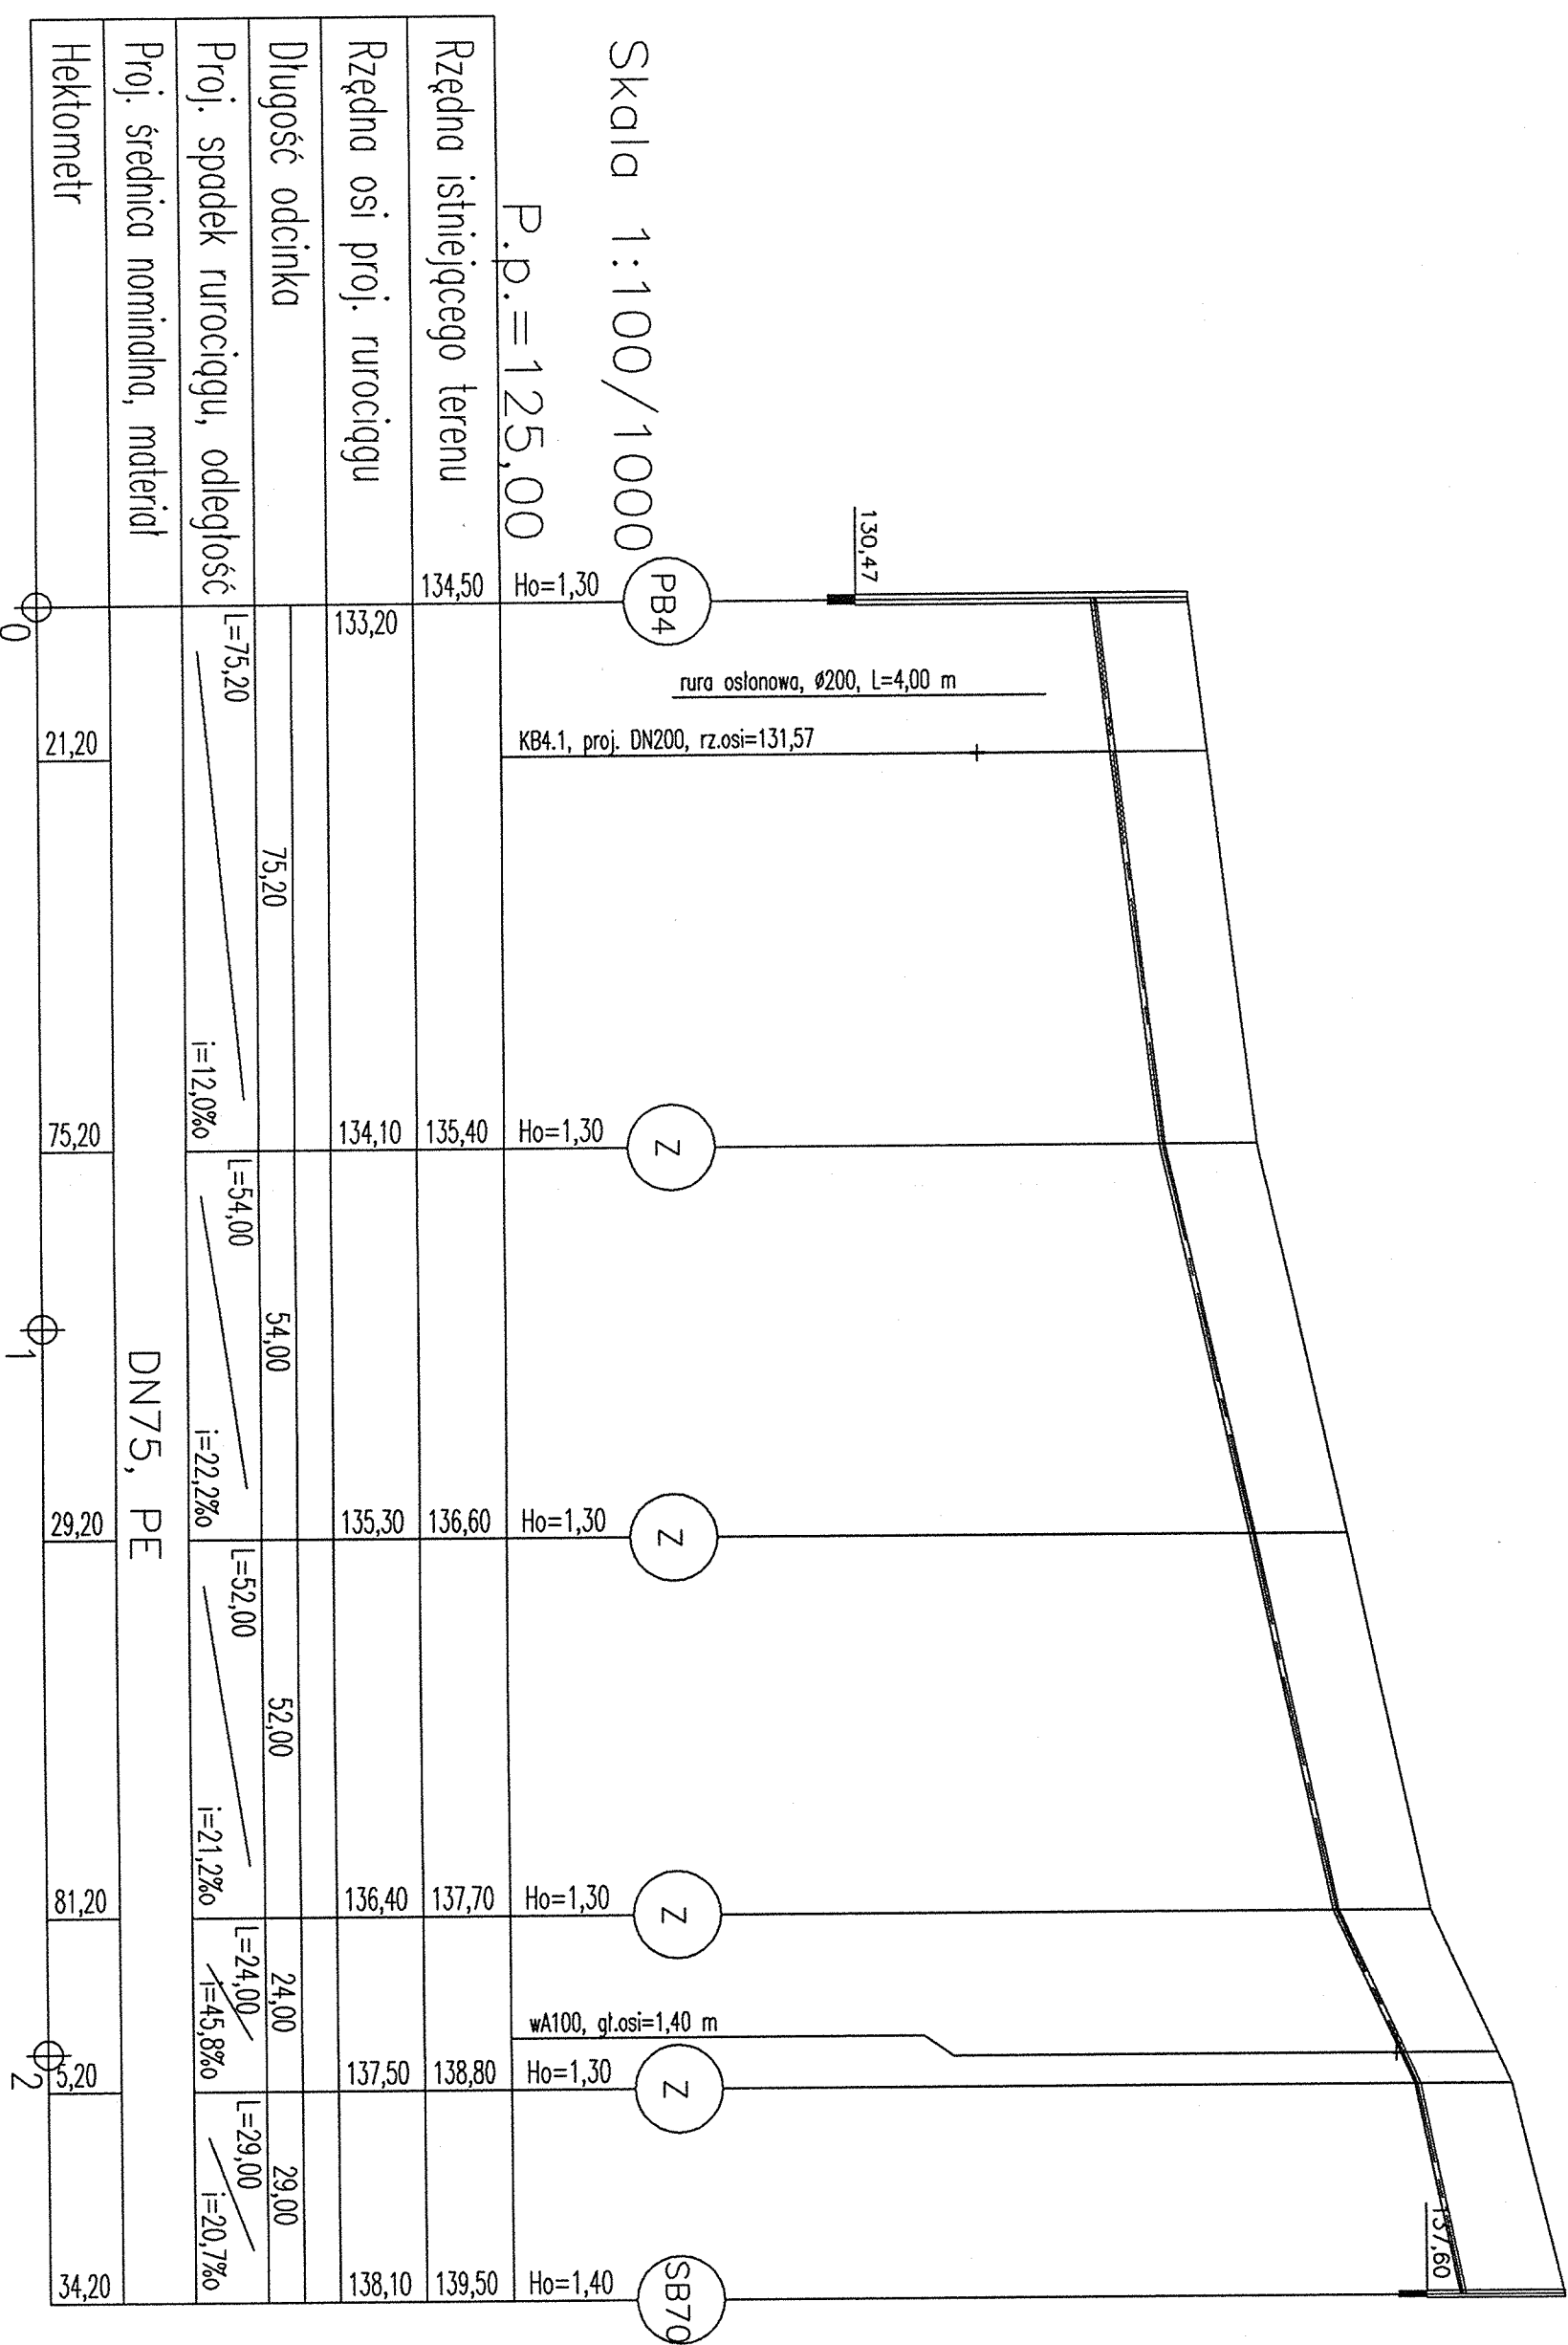 130,47
137,60
Skala 1:100/1000
PB4
Z
Z
Z
Z
SB70
rura osłonowa, ø200, L=4,00 m
KB4.1, proj. DN200, rz.osi=131,57
wA100, gł.osi=1,40 m
P.p.=125,00
Ho=1,30
Ho=1,30
Ho=1,30
Ho=1,30
Ho=1,30
Ho=1,40
Rzędna istniejącego terenu
134,50
135,40
136,60
137,70
138,80
139,50
Rzędna osi proj. rurociągu
133,20
134,10
135,30
136,40
137,50
138,10
Długość odcinka
75,20
54,00
52,00
24,00
29,00
Proj. spadek rurociągu, odległość
L=75,20
i=12,0‰
L=54,00
i=22,2‰
L=52,00
i=21,2‰
L=24,00
i=45,8‰
L=29,00
i=20,7‰
Proj. średnica nominalna, materiał
DN75, PE
Hektometr
21,20
75,20
29,20
81,20
5,20
34,20
0
1
2